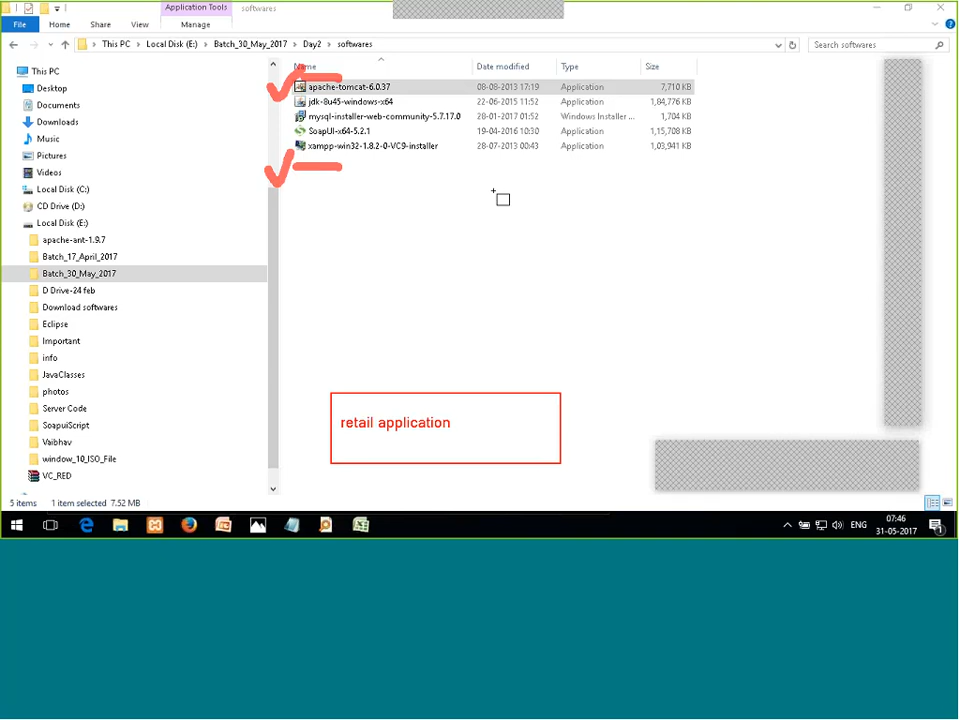 Application Tools softwares
File Home Share View Manage
This PC Local Disk (E:) Batch_30_May_2017 Day2 softwares
Search softwares
Name Date modified Type Size
apache-tomcat-6.0.37 08-08-2013 17:19 Application 7,710 KB
jdk-8u45-windows-x64 22-06-2015 11:52 Application 1,84,776 KB
mysql-installer-web-community-5.7.17.0 28-01-2017 01:52 Windows Installer ... 1,704 KB
SoapUI-x64-5.2.1 19-04-2016 10:30 Application 1,15,708 KB
xampp-win32-1.8.2-0-VC9-installer 28-07-2013 00:43 Application 1,03,941 KB
This PC
Desktop
Documents
Downloads
Music
Pictures
Videos
Local Disk (C:)
CD Drive (D:)
Local Disk (E:)
apache-ant-1.9.7
Batch_17_April_2017
Batch_30_May_2017
D Drive-24 feb
Download softwares
Eclipse
Important
info
JavaClasses
photos
Server Code
SoapuiScript
Vaibhav
window_10_ISO_File
VC_RED
retail application
5 items 1 item selected 7.52 MB
ENG
07:46
31-05-2017
1